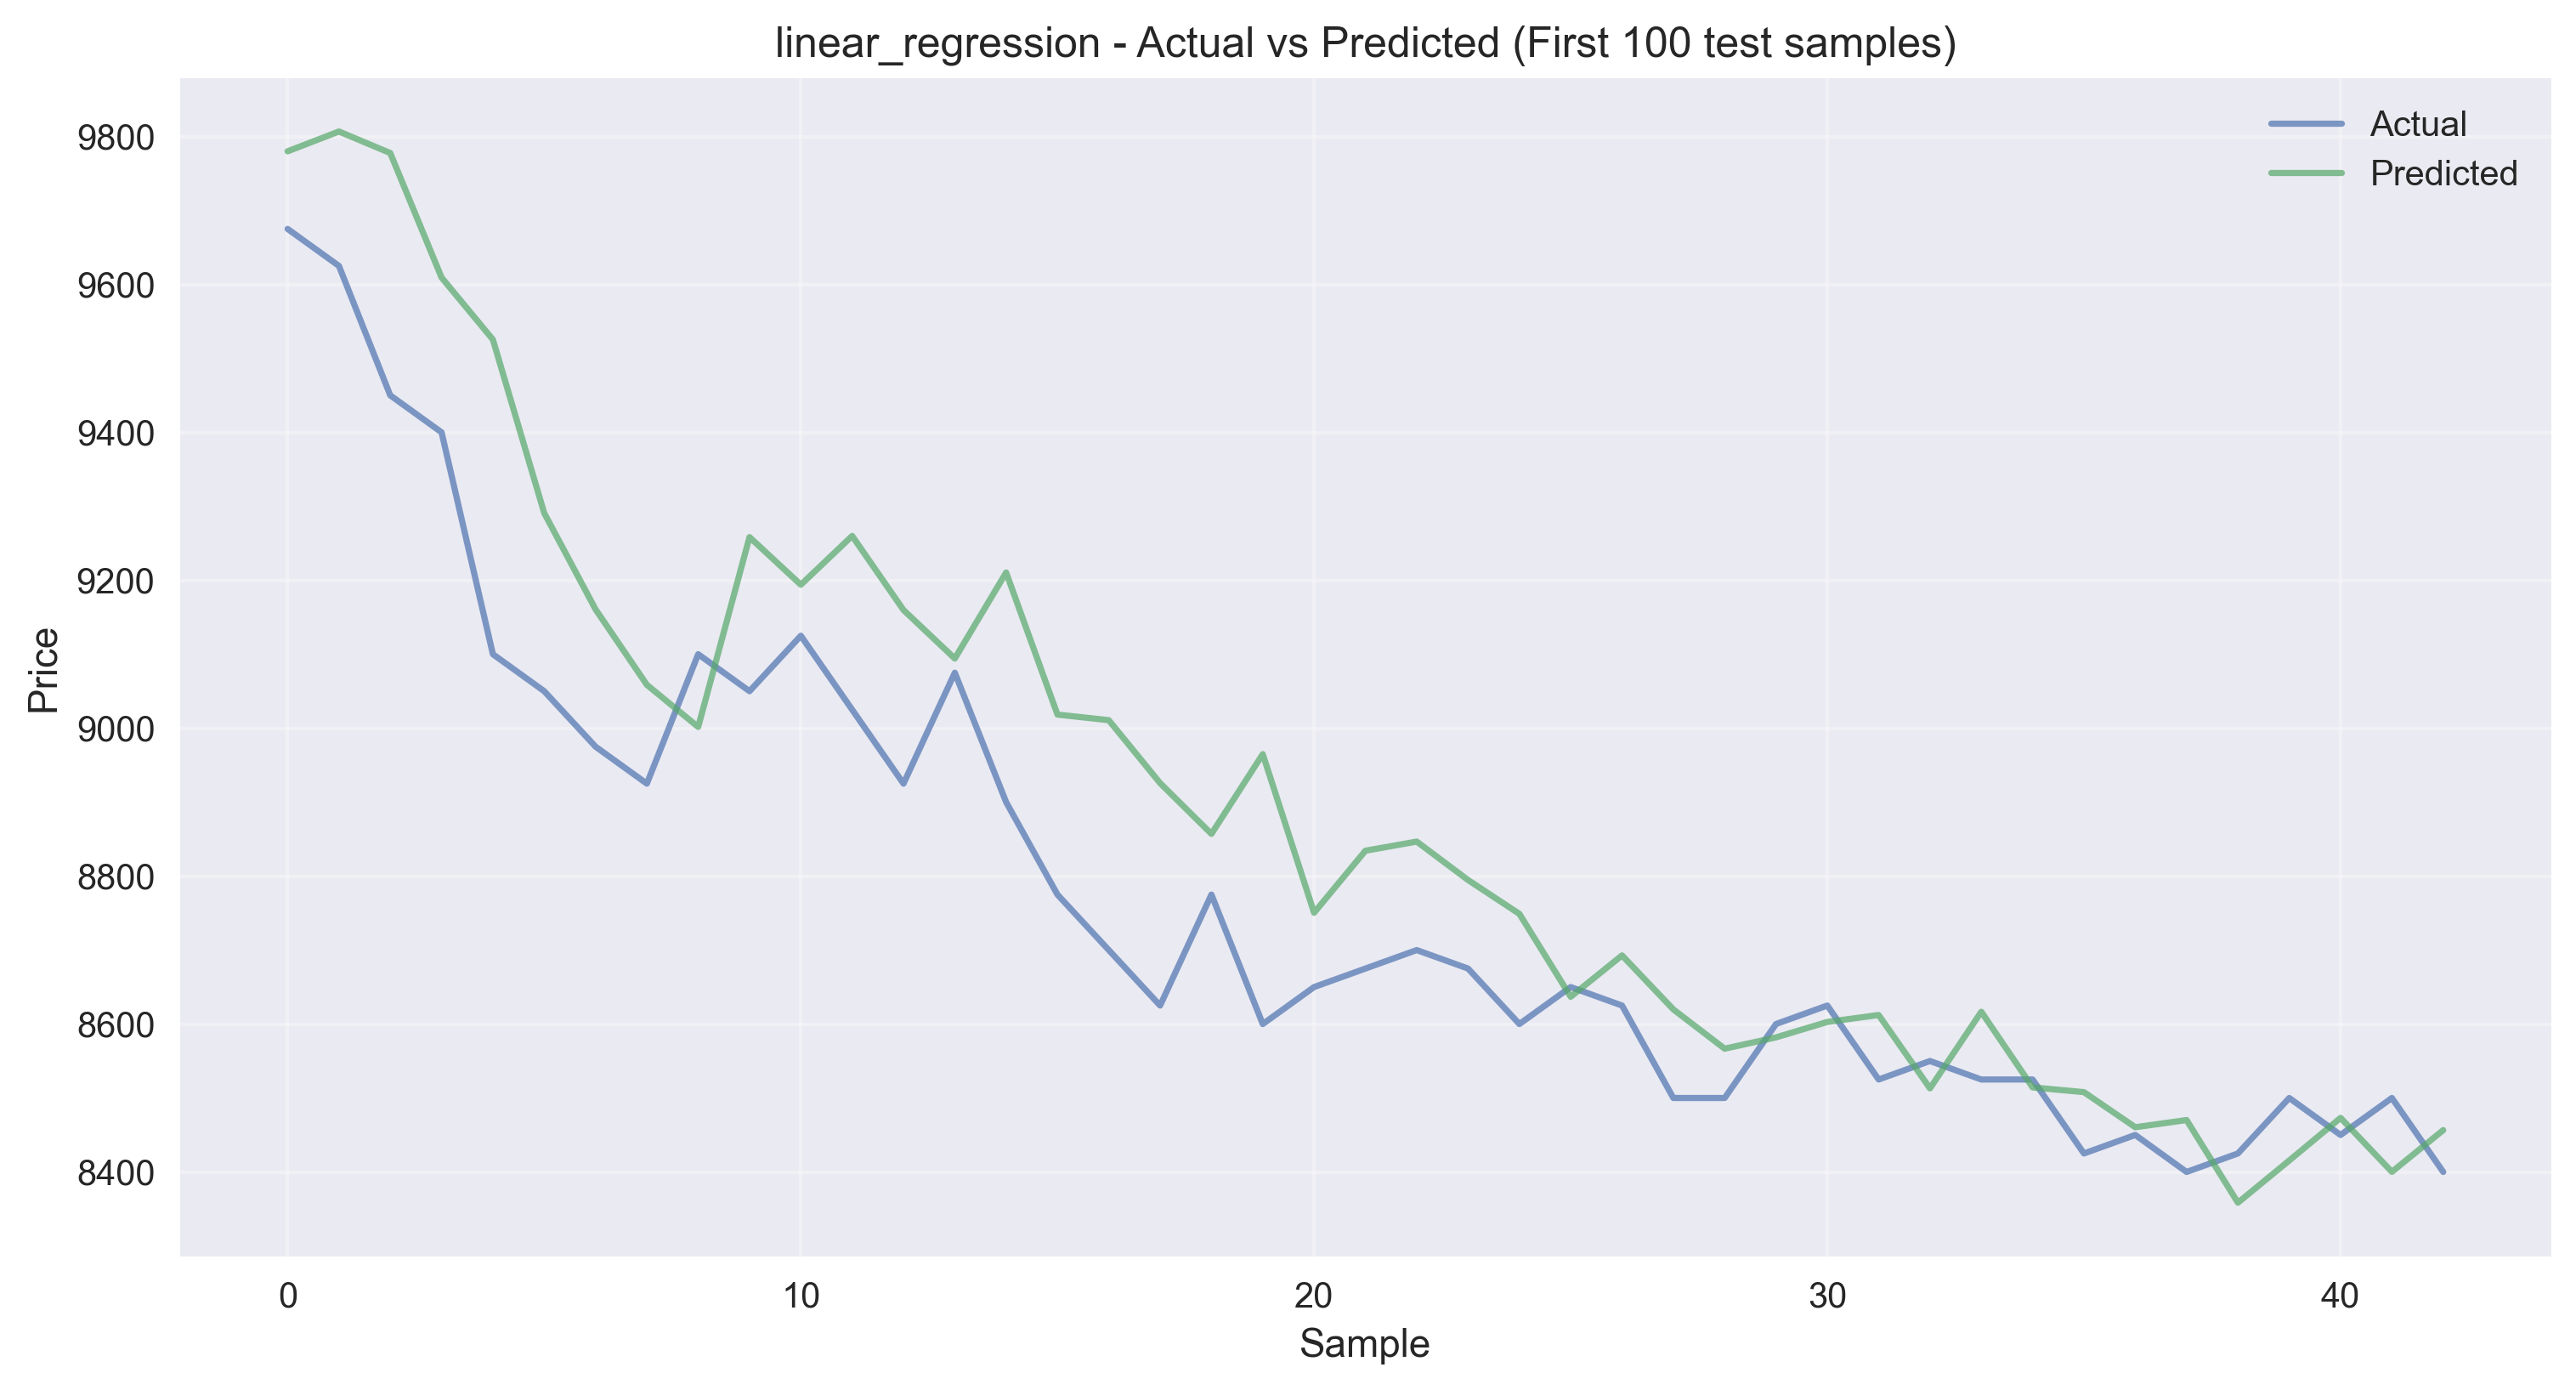 linear_regression - Actual vs Predicted (First 100 test samples)
Actual
Predicted
9800
9600
9400
9200
9000
8800
8600
8400
Price
0 10 20 30 40
Sample